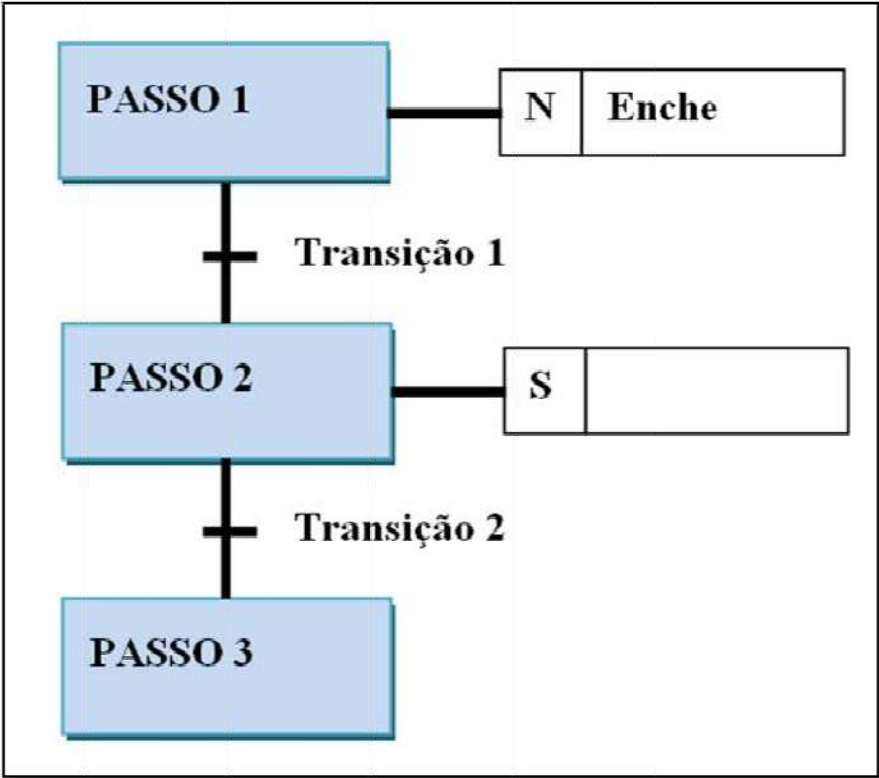 PASSO 1
N Enche
Transição 1
PASSO 2
S
Transição 2
PASSO 3